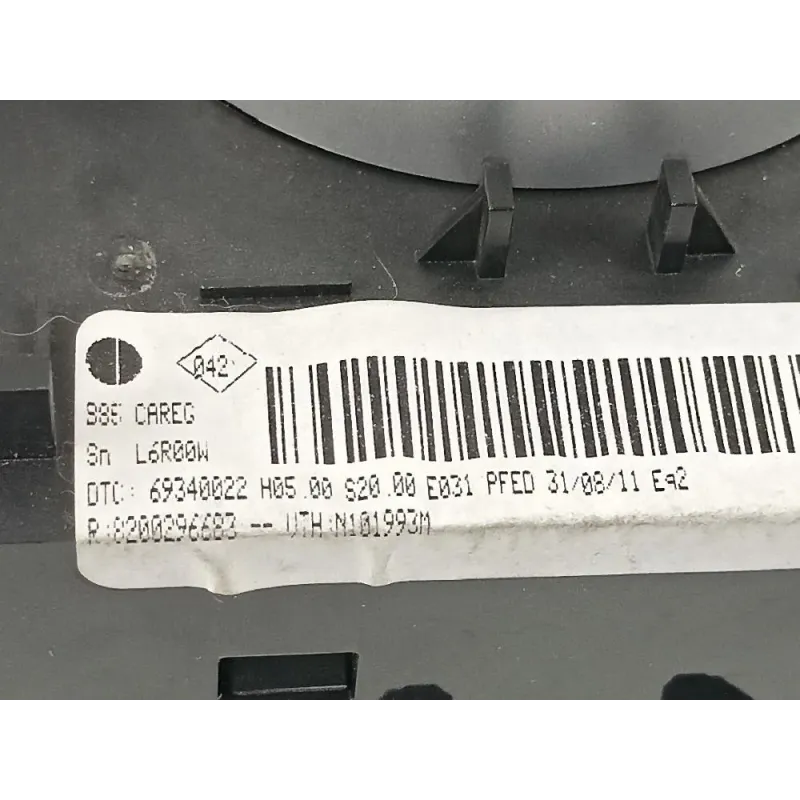 042
S85 CAREG
Sn L6R00W
DTC: 69340022 H05.00 S20.00 E031 PFED 31/08/11 Eq2
R:8200296683 -- UTH:N101993M